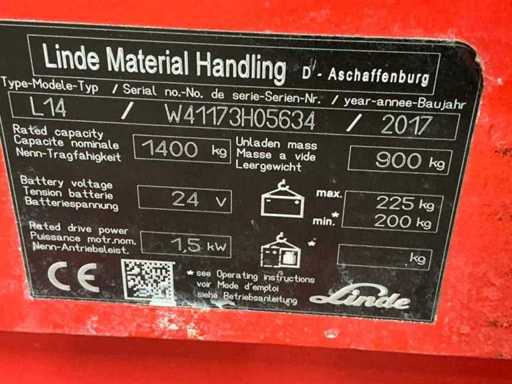 Linde Material Handling D - Aschaffenburg
Type-Modele-Typ / Serial no.-No. de serie-Serien-Nr. / year-annee-Baujahr
L14 / W41173H05634 / 2017
Rated capacity
Capacite nominale
Nenn-Tragfähigkeit
1400 kg
Unladen mass
Masse a vide
Leergewicht
900 kg
Battery voltage
Tension batterie
Batteriespannung
24 V
max. 225 kg
min.* 200 kg
Rated drive power
Puissance motr.nom.
Nenn-Antriebsleist.
1,5 kW
kg
CE
* see Operating instructions
voir Mode d'emploi
siehe Betriebsanleitung
Linde